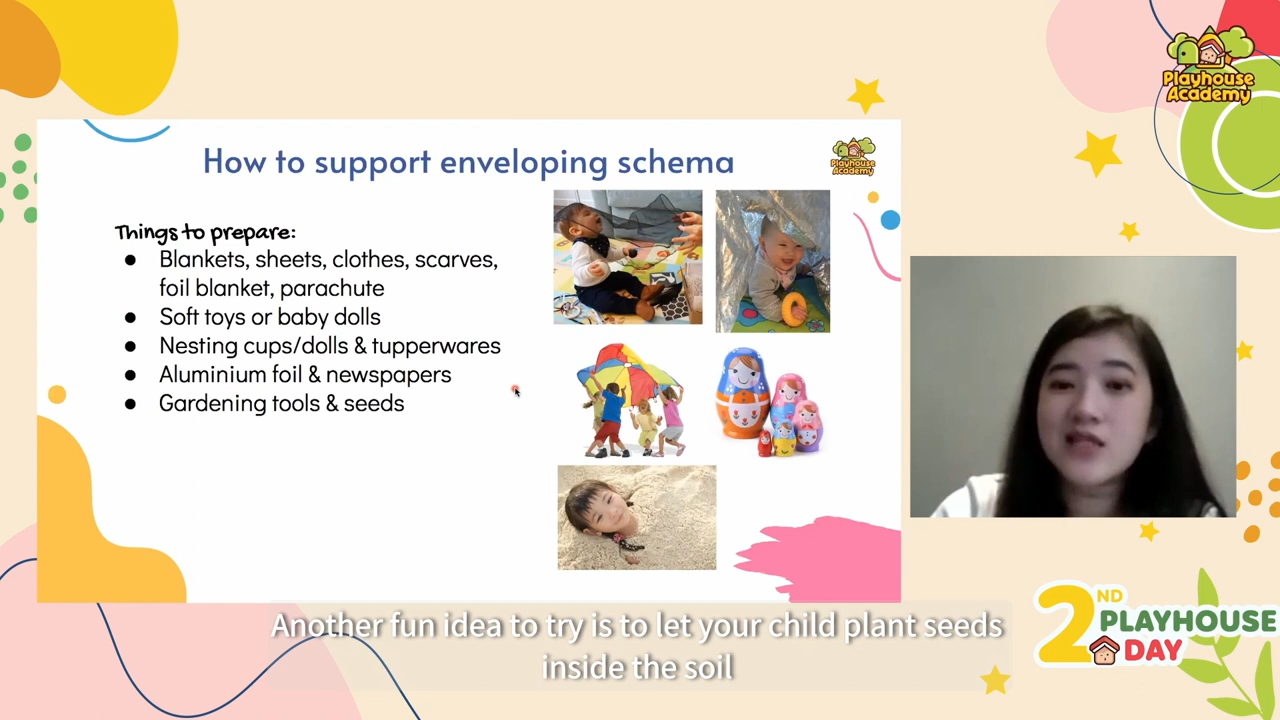 Playhouse
Academy
How to support enveloping schema
Playhouse
Academy
Things to prepare:
● Blankets, sheets, clothes, scarves,
foil blanket, parachute
● Soft toys or baby dolls
● Nesting cups/dolls & tupperwares
● Aluminium foil & newspapers
● Gardening tools & seeds
Another fun idea to try is to let your child plant seeds
inside the soil
2ND PLAYHOUSE
DAY